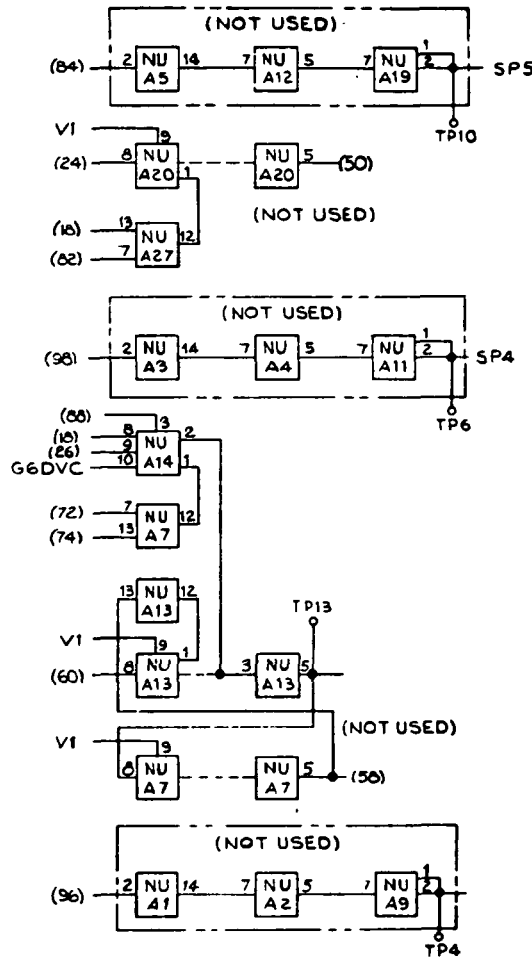 (NOT USED)
(84) 2 NU A5 14 7 NU A12 5 7 NU A19 1 2 SP5
TP10
V1 9
(24) 8 NU A20 1 NU A20 5 (50)
(NOT USED)
(18) 13 NU A27 12
(82) 7
(NOT USED)
(98) 2 NU A3 14 7 NU A4 5 7 NU A11 1 2 SP4
TP6
(88) 3
(18) 8 NU A14 2
(26) 9
G6DVC 10 1
(72) 7 NU A7 12
(74) 13
13 NU A13 12
TP13
V1 9
(60) 8 NU A13 1 3 NU A13 5
(NOT USED)
V1 9
8 NU A7 NU A7 5 (58)
(NOT USED)
(96) 2 NU A1 14 7 NU A2 5 7 NU A9 1 2
TP4